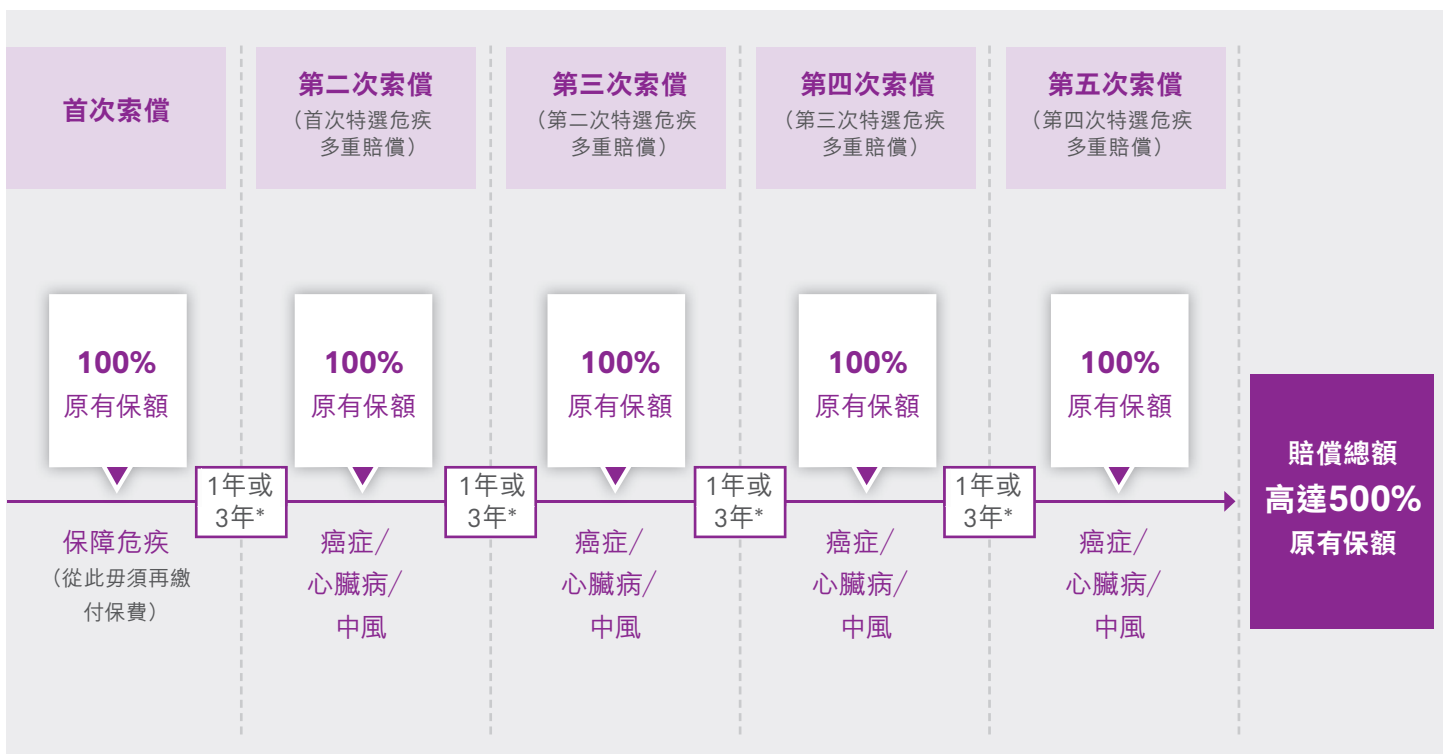 首次索償
第二次索償
（首次特選危疾
多重賠償）
第三次索償
（第二次特選危疾
多重賠償）
第四次索償
（第三次特選危疾
多重賠償）
第五次索償
（第四次特選危疾
多重賠償）
100%
原有保額
100%
原有保額
100%
原有保額
100%
原有保額
100%
原有保額
1年或
3年*
1年或
3年*
1年或
3年*
1年或
3年*
保障危疾
（從此毋須再繳
付保費）
癌症/
心臟病/
中風
癌症/
心臟病/
中風
癌症/
心臟病/
中風
癌症/
心臟病/
中風
賠償總額
高達500%
原有保額